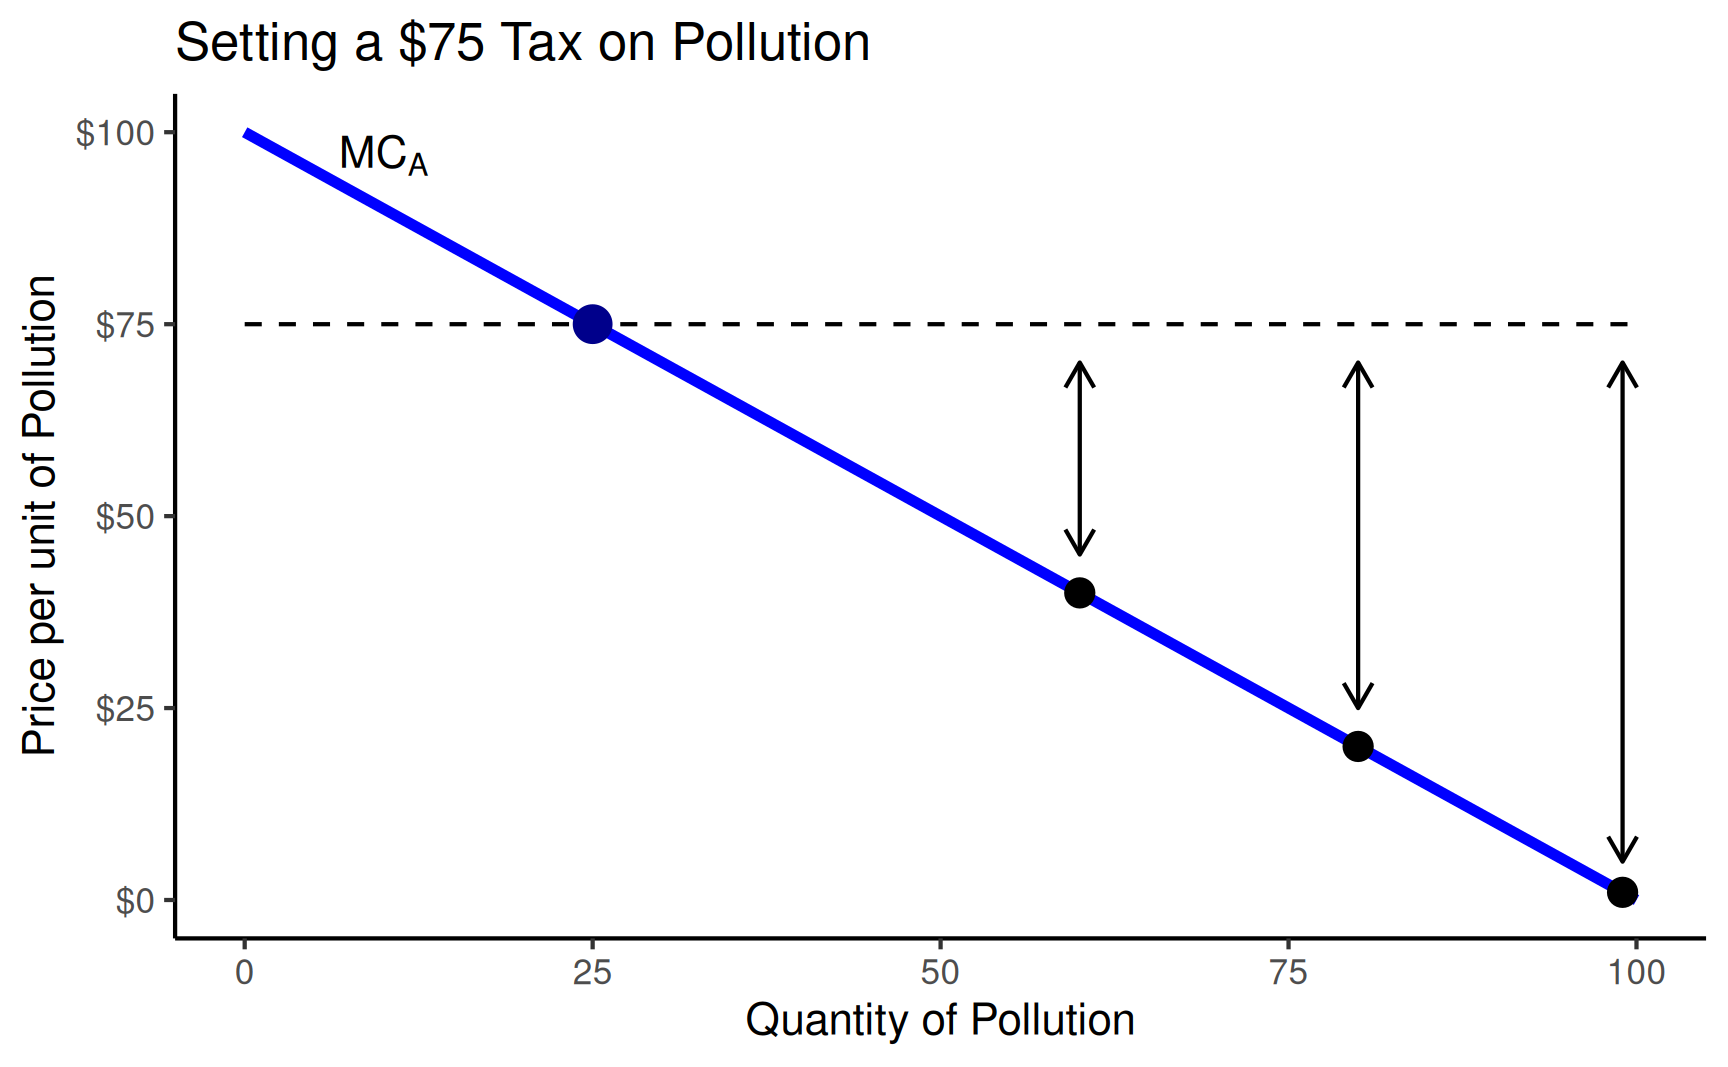 Setting a $75 Tax on Pollution
MCA
$100
$75
$50
$25
$0
Price per unit of Pollution
0 25 50 75 100
Quantity of Pollution